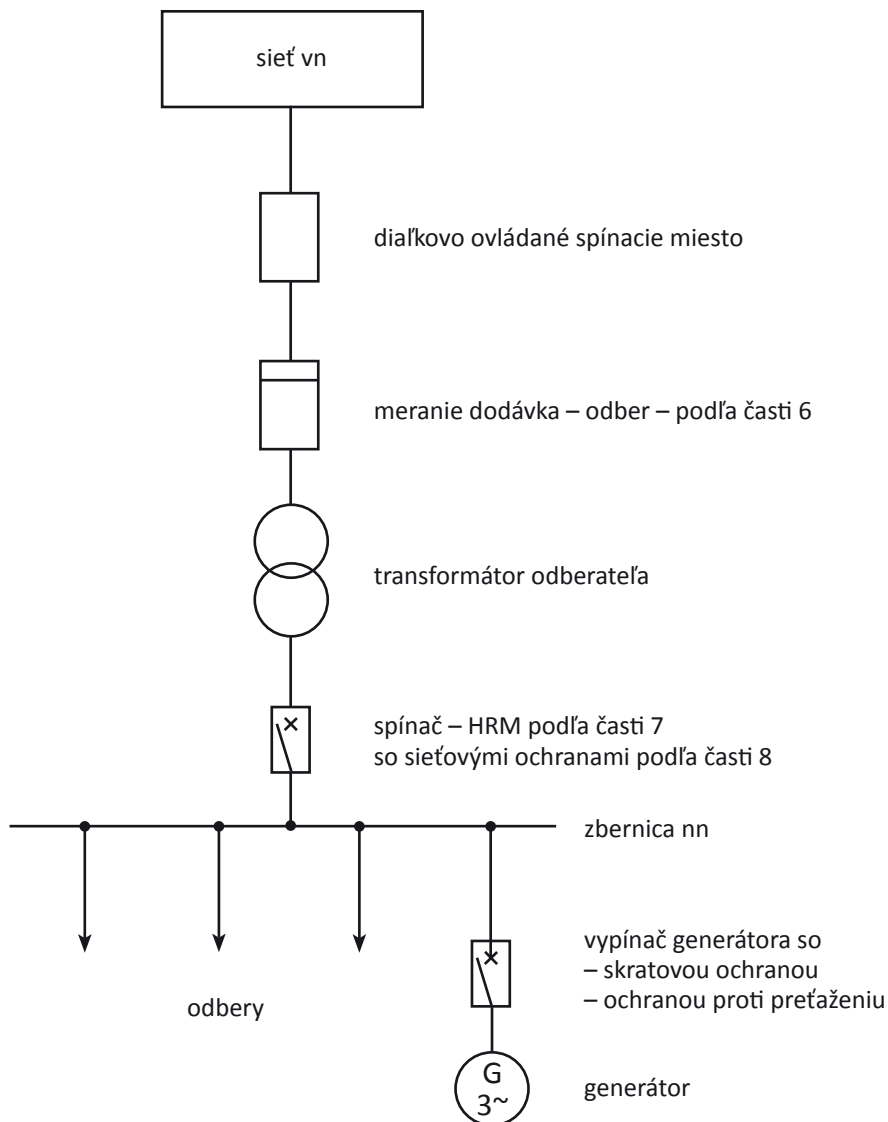 sieť vn
diaľkovo ovládané spínacie miesto
meranie dodávka – odber – podľa časti 6
transformátor odberateľa
spínač – HRM podľa časti 7
so sieťovými ochranami podľa časti 8
zbernica nn
vypínač generátora so
– skratovou ochranou
– ochranou proti preťaženiu
odbery
G
3~
generátor